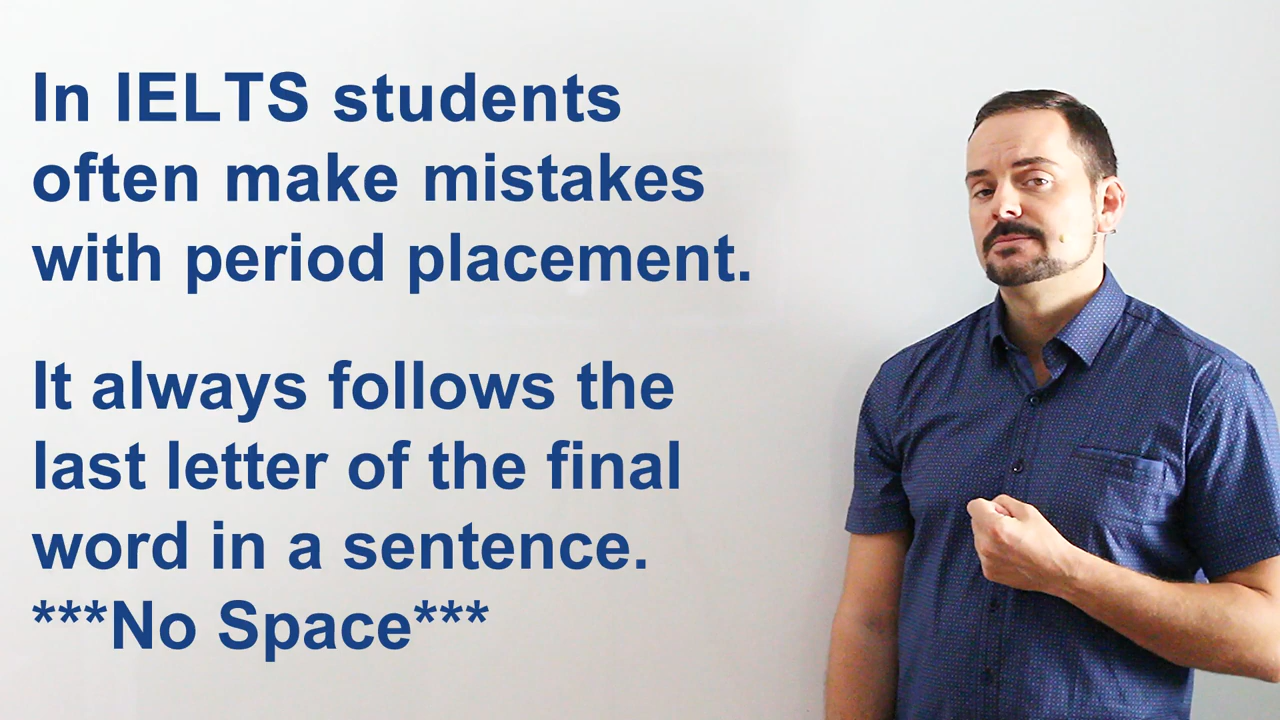 In IELTS students
often make mistakes
with period placement.
It always follows the
last letter of the final
word in a sentence.
***No Space***